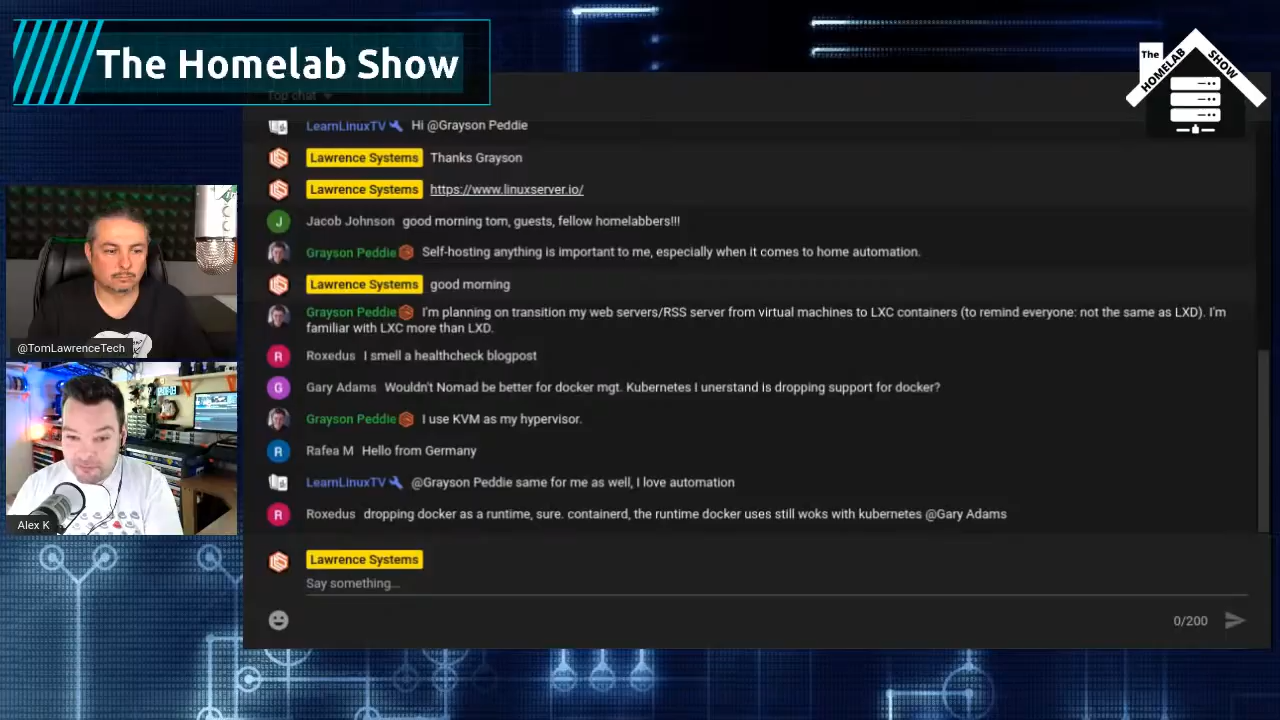 The Homelab Show
The
HOMELAB
SHOW
Top chat
LearnLinuxTV Hi @Grayson Peddie
Lawrence Systems Thanks Grayson
Lawrence Systems https://www.linuxserver.io/
J Jacob Johnson good morning tom, guests, fellow homelabbers!!!
Grayson Peddie Self-hosting anything is important to me, especially when it comes to home automation.
Lawrence Systems good morning
Grayson Peddie I'm planning on transition my web servers/RSS server from virtual machines to LXC containers (to remind everyone: not the same as LXD). I'm
familiar with LXC more than LXD.
R Roxedus I smell a healthcheck blogpost
G Gary Adams Wouldn't Nomad be better for docker mgt. Kubernetes I unerstand is dropping support for docker?
Grayson Peddie I use KVM as my hypervisor.
R Rafea M Hello from Germany
LearnLinuxTV @Grayson Peddie same for me as well, I love automation
R Roxedus dropping docker as a runtime, sure. containerd, the runtime docker uses still woks with kubernetes @Gary Adams
Lawrence Systems
Say something...
0/200
@TomLawrenceTech
Alex K